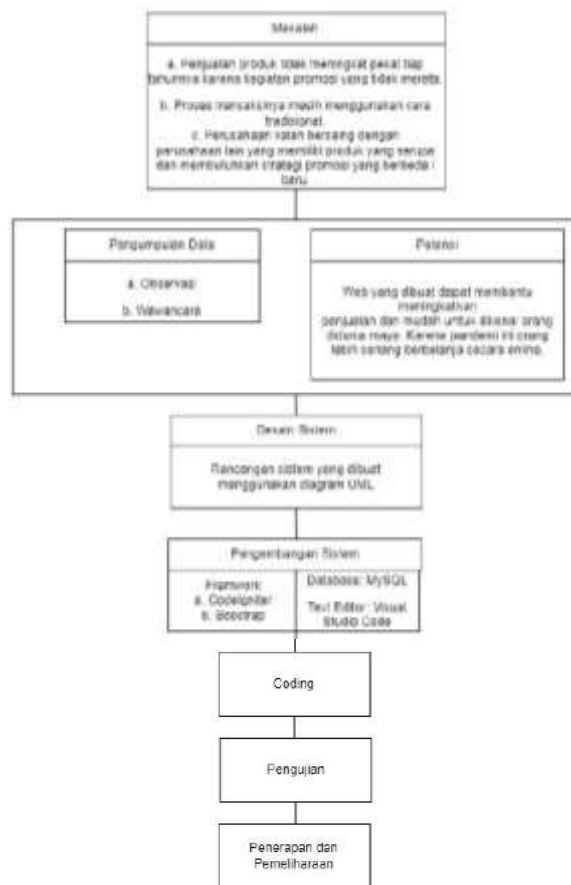 Masalah
a. Penjualan produk tidak meningkat pesat tiap
tahunnya karena kegiatan promosi yang tidak merata.
b. Proses transaksinya masih menggunakan cara
tradisional.
c. Perusahaan kalah bersaing dengan
perusahaan lain yang memiliki produk yang serupa
dan membutuhkan strategi promosi yang berbeda /
baru.
Pengumpulan Data
a. Observasi
b. Wawancara
Potensi
Web yang dibuat dapat membantu
meningkatkan
penjualan dan mudah untuk dikenal orang
didunia maya. Karena pandemi ini orang
lebih senang berbelanja secara online.
Desain Sistem
Rancangan sistem yang dibuat
menggunakan diagram UML
Pengembangan Sistem
a. CodeIgniter
b. Boostrap
Database: MySQL
Text Editor: Visual
Studio Code
Coding
Pengujian
Penerapan dan
Pemeliharaan